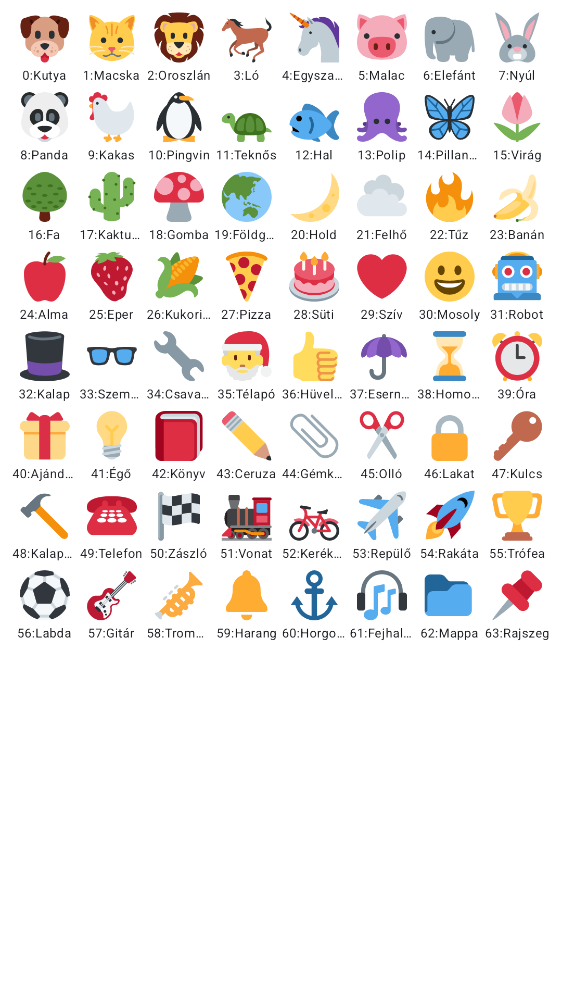 0:Kutya 1:Macska 2:Oroszlán 3:Ló 4:Egysza... 5:Malac 6:Elefánt 7:Nyúl
8:Panda 9:Kakas 10:Pingvin 11:Teknős 12:Hal 13:Polip 14:Pillan... 15:Virág
16:Fa 17:Kaktu... 18:Gomba 19:Földg... 20:Hold 21:Felhő 22:Tűz 23:Banán
24:Alma 25:Eper 26:Kukori... 27:Pizza 28:Süti 29:Szív 30:Mosoly 31:Robot
32:Kalap 33:Szem... 34:Csava... 35:Télapó 36:Hüvel... 37:Esern... 38:Homo... 39:Óra
40:Ajánd... 41:Égő 42:Könyv 43:Ceruza 44:Gémk... 45:Olló 46:Lakat 47:Kulcs
48:Kalap... 49:Telefon 50:Zászló 51:Vonat 52:Kerék... 53:Repülő 54:Rakáta 55:Trófea
56:Labda 57:Gitár 58:Trom... 59:Harang 60:Horgo... 61:Fejhal... 62:Mappa 63:Rajszeg